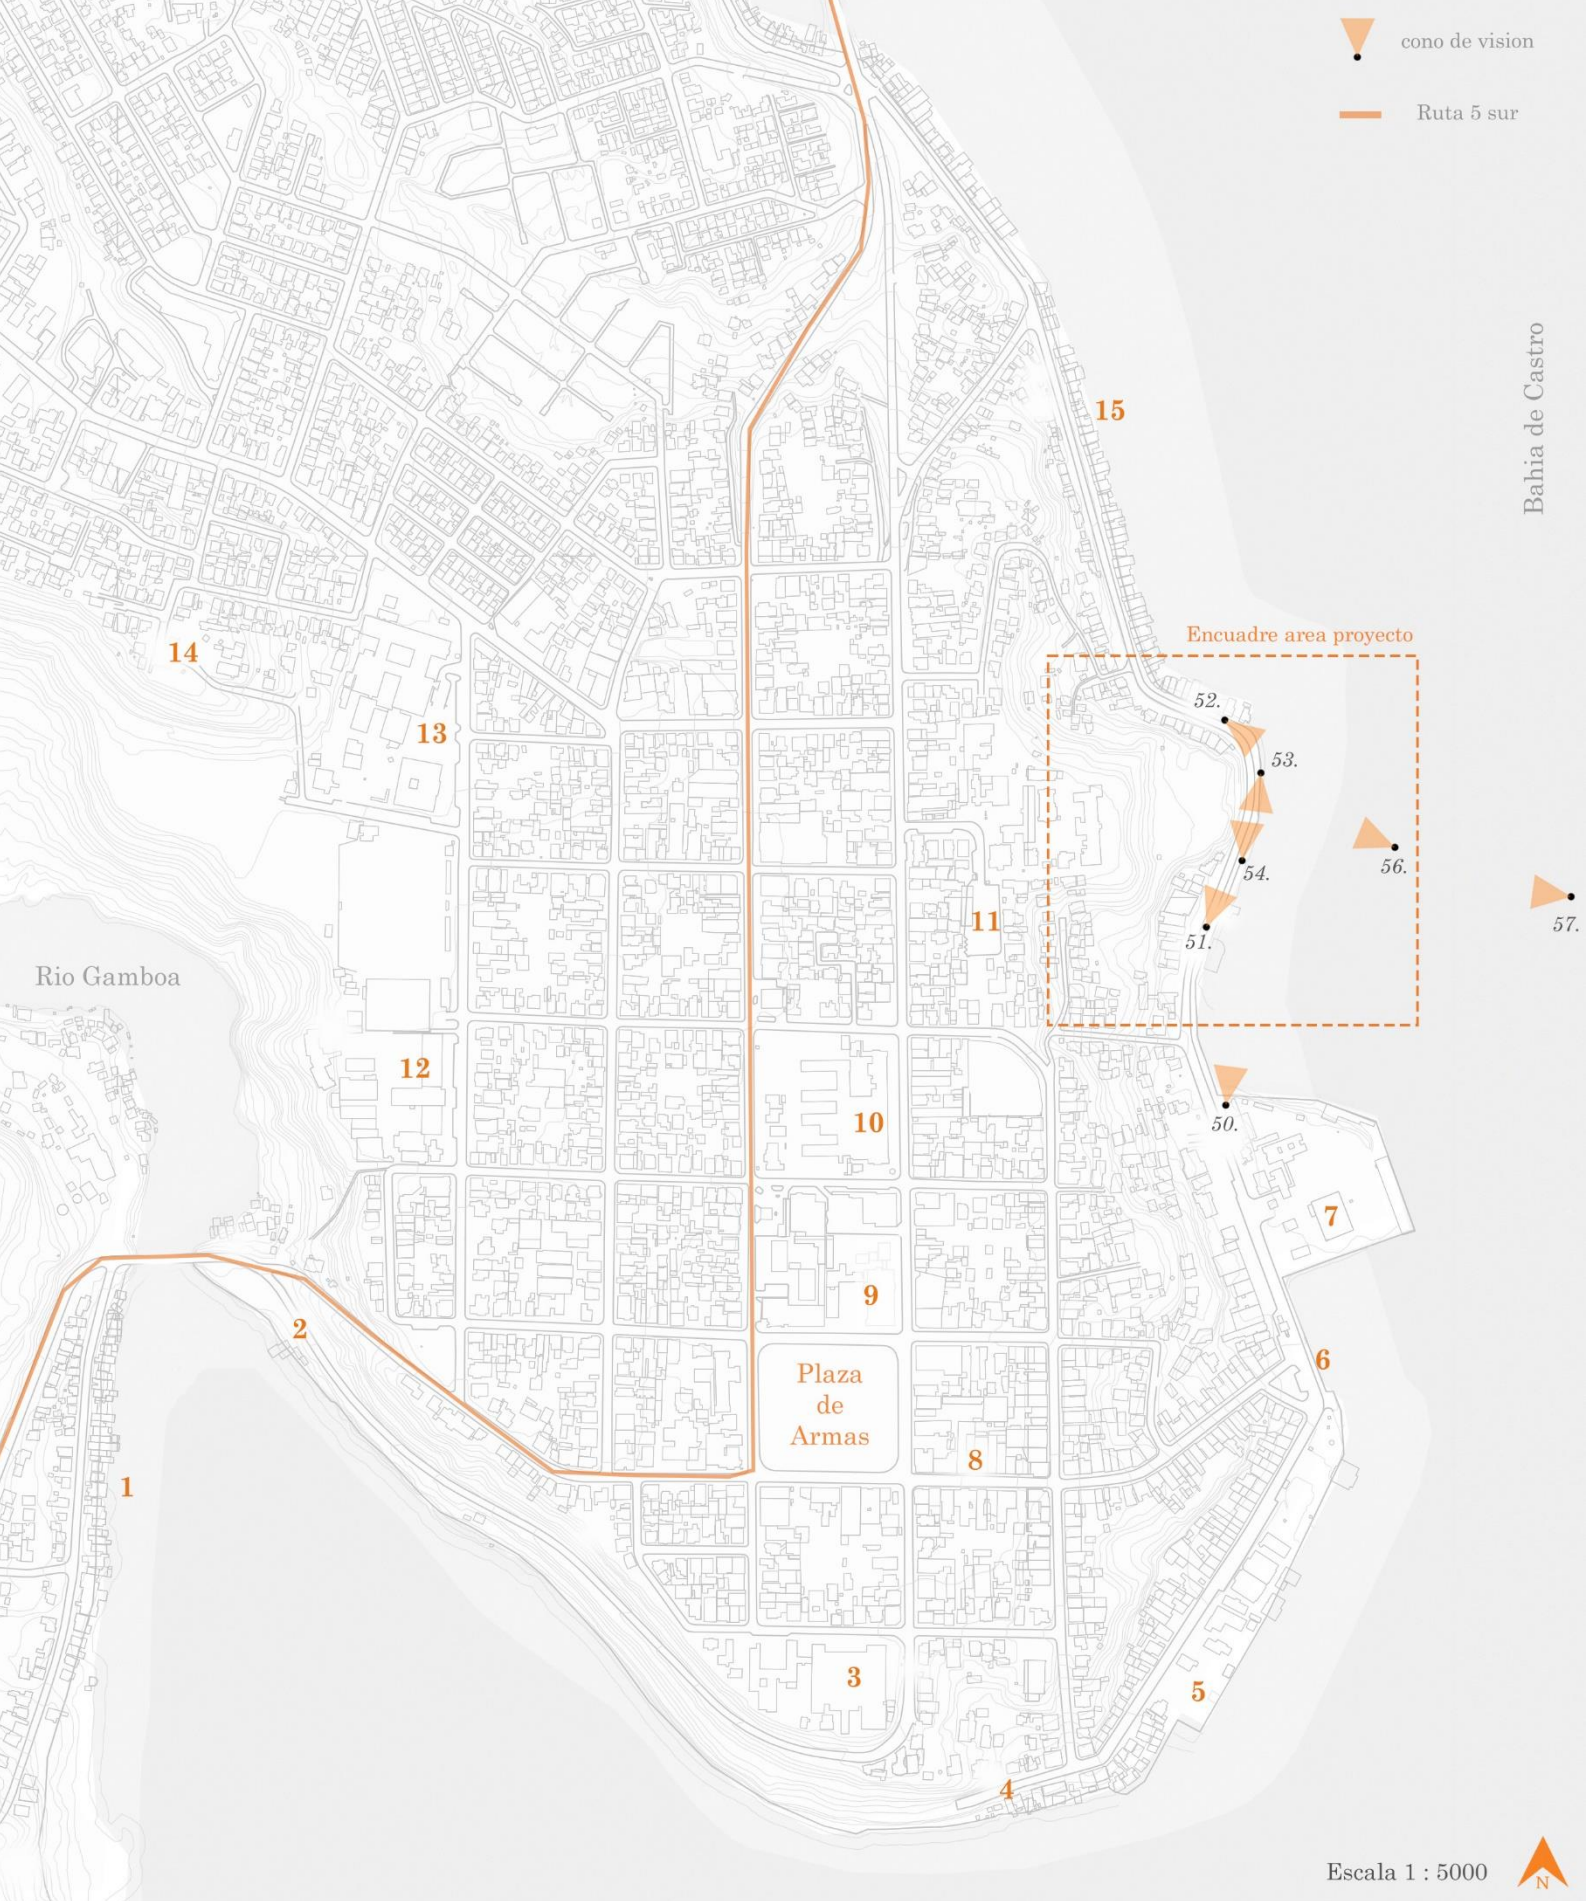 cono de vision
Ruta 5 sur
Bahia de Castro
15
Encuadre area proyecto
14
52.
13
53.
56.
54.
57.
11
51.
Rio Gamboa
12
10
50.
7
9
2
6
Plaza
de
Armas
8
1
3
5
4
Escala 1 : 5000
N